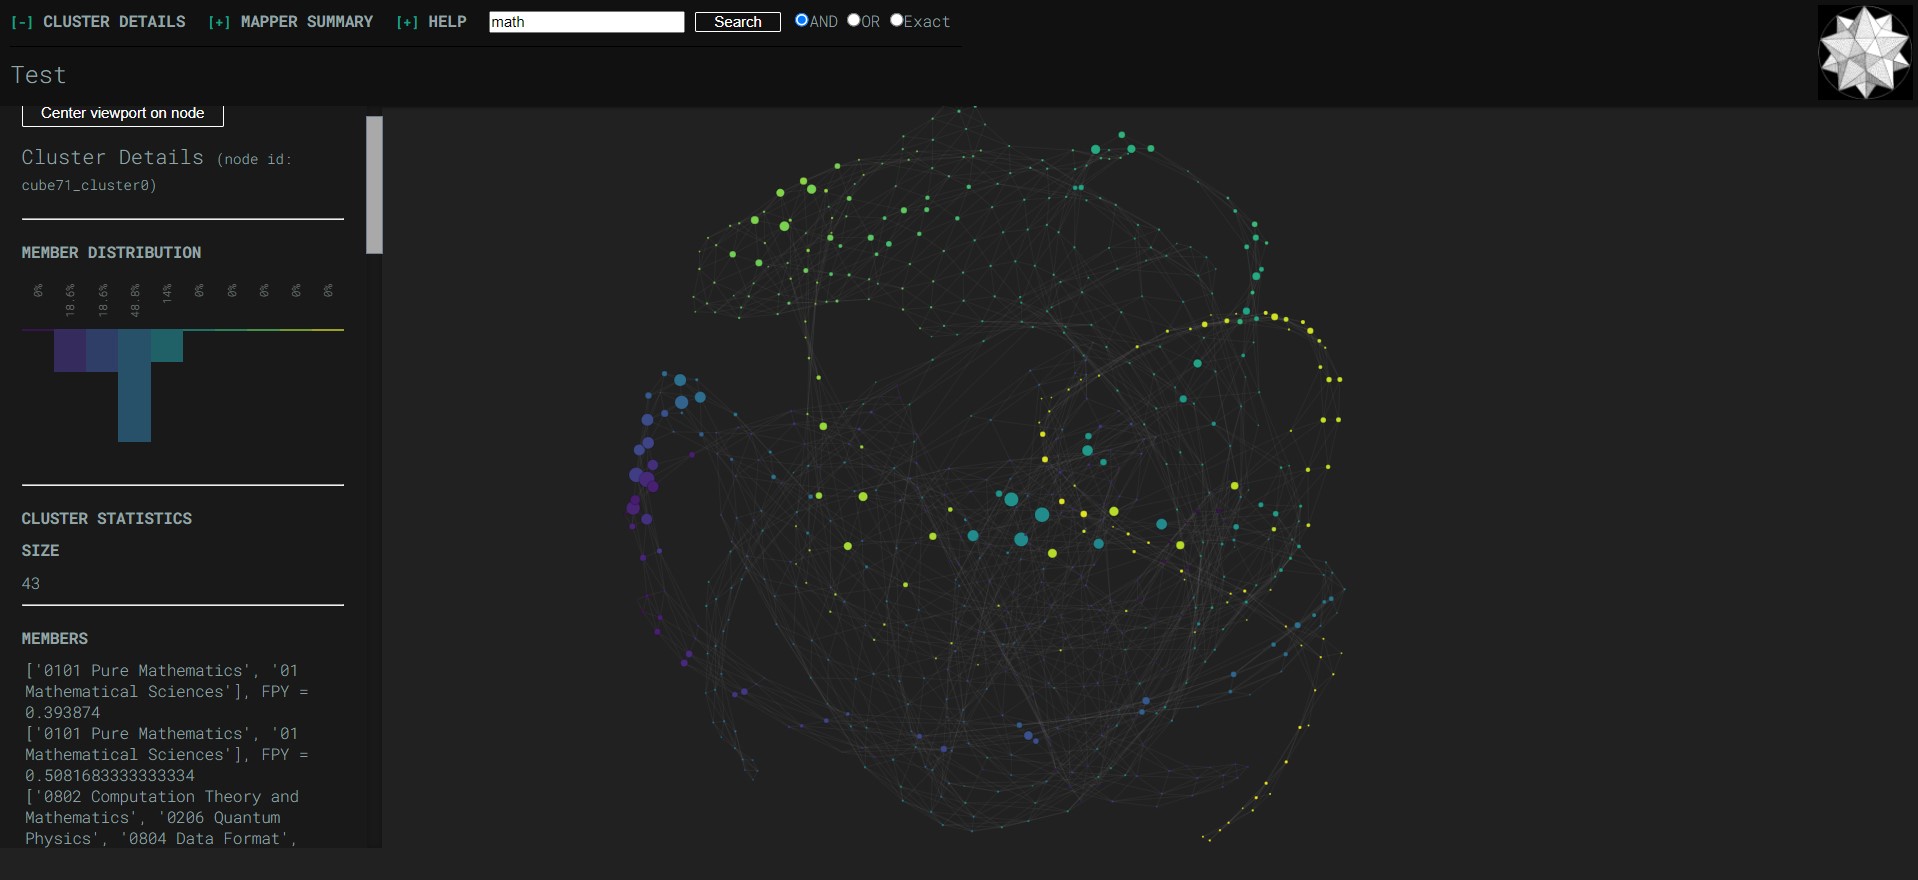 [-] CLUSTER DETAILS [+] MAPPER SUMMARY [+] HELP math Search AND OR Exact
Test
Center viewport on node
Cluster Details (node id:
cube71_cluster0)
MEMBER DISTRIBUTION
0% 18.6% 18.6% 48.8% 14% 0% 0% 0% 0% 0%
CLUSTER STATISTICS
SIZE
43
MEMBERS
['0101 Pure Mathematics', '01
Mathematical Sciences'], FPY =
0.393874
['0101 Pure Mathematics', '01
Mathematical Sciences'], FPY =
0.5081683333333334
['0802 Computation Theory and
Mathematics', '0206 Quantum
Physics', '0804 Data Format',